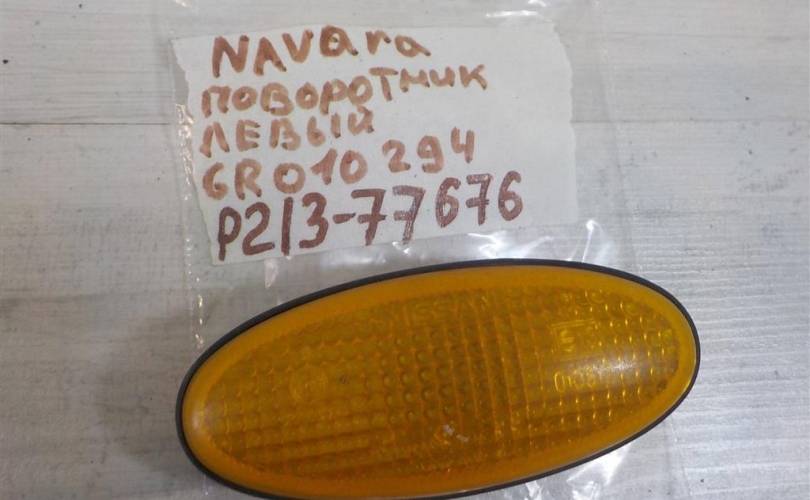 NAVara
ПОВОРОТНИК
ЛЕВЫЙ
GR010294
P213-77676